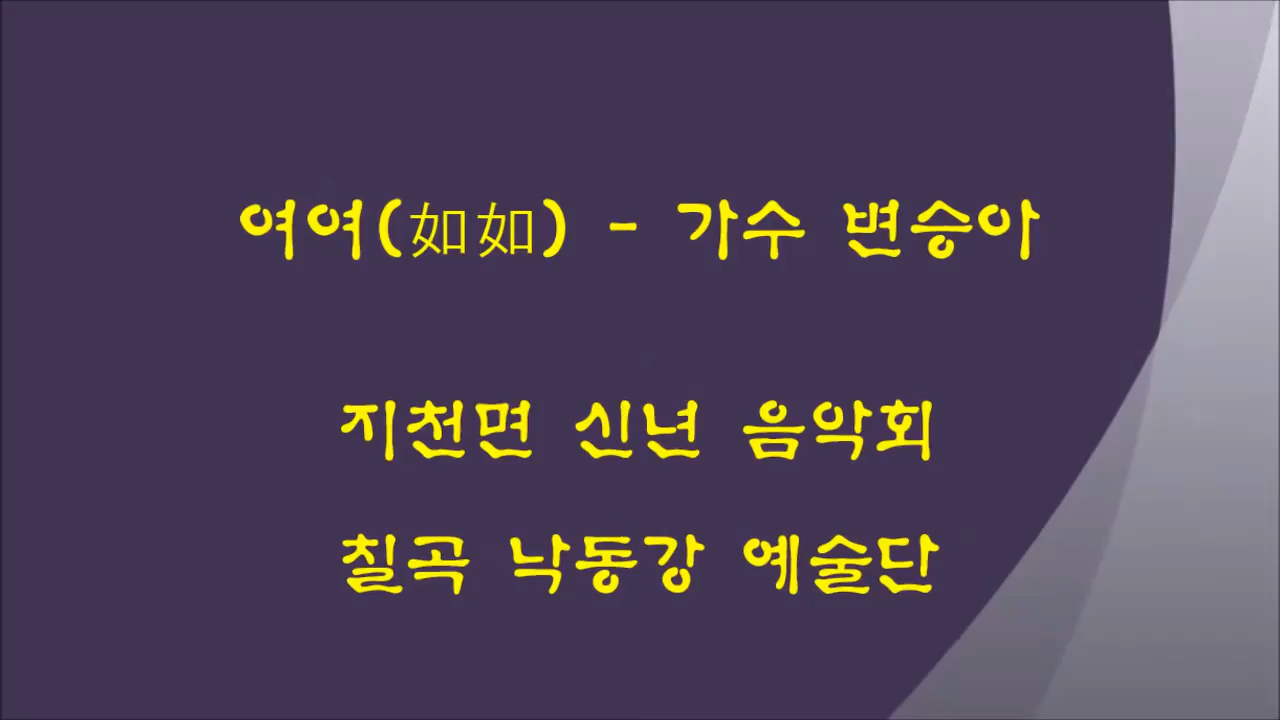 여여(如如) - 가수 변승아
지천면 신년 음악회
칠곡 낙동강 예술단